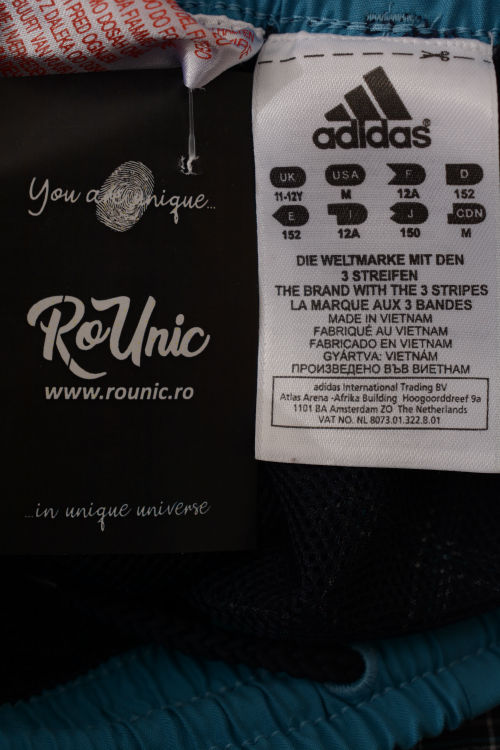 You are unique...
RoUnic
www.rounic.ro
...in unique universe
adidas®
UK USA F D
11-12Y M 12A 152
E I J CDN
152 12A 150 M
DIE WELTMARKE MIT DEN
3 STREIFEN
THE BRAND WITH THE 3 STRIPES
LA MARQUE AUX 3 BANDES
MADE IN VIETNAM
FABRIQUÉ AU VIETNAM
FABRICADO EN VIETNAM
GYÁRTVA: VIETNÁM
ПРОИЗВЕДЕНО ВЪВ ВИЕТНАМ
adidas International Trading BV
Atlas Arena -Afrika Building Hoogoorddreef 9a
1101 BA Amsterdam ZO The Netherlands
VAT NO. NL 8073.01.322.B.01